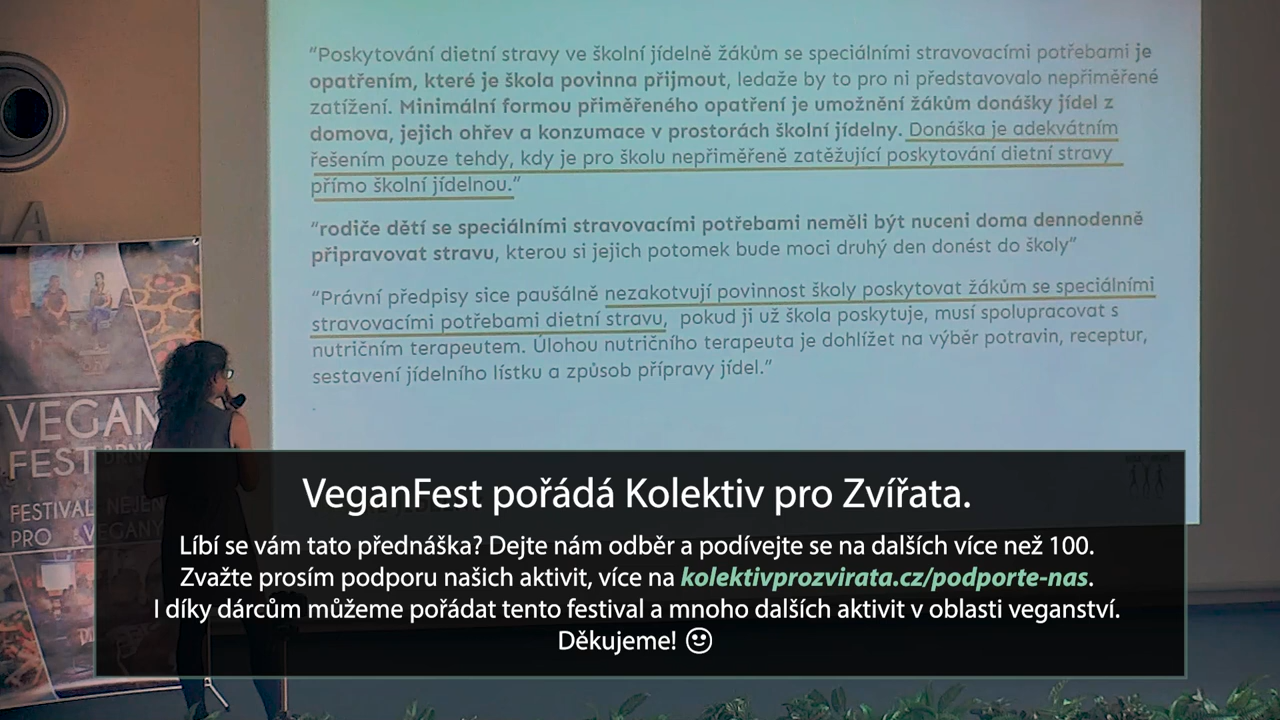 “Poskytování dietní stravy ve školní jídelně žákům se speciálními stravovacími potřebami je
opatřením, které je škola povinna přijmout, ledaže by to pro ni představovalo nepřiměřené
zatížení. Minimální formou přiměřeného opatření je umožnění žákům donášky jídel z
domova, jejich ohřev a konzumace v prostorách školní jídelny. Donáška je adekvátním
řešením pouze tehdy, kdy je pro školu nepřiměřeně zatěžující poskytování dietní stravy
přímo školní jídelnou.”
“rodiče dětí se speciálními stravovacími potřebami neměli být nuceni doma dennodenně
připravovat stravu, kterou si jejich potomek bude moci druhý den donést do školy”
“Právní předpisy sice paušálně nezakotvují povinnost školy poskytovat žákům se speciálními
stravovacími potřebami dietní stravu, pokud ji už škola poskytuje, musí spolupracovat s
nutričním terapeutem. Úlohou nutričního terapeuta je dohlížet na výběr potravin, receptur,
sestavení jídelního lístku a způsob přípravy jídel.”
A
VEGAN
FEST BRNO
FESTIVAL NEJEN
PRO VEGANY
VeganFest pořádá Kolektiv pro Zvířata.
Líbí se vám tato přednáška? Dejte nám odběr a podívejte se na dalších více než 100.
Zvažte prosím podporu našich aktivit, více na kolektivprozvirata.cz/podporte-nas.
I díky dárcům můžeme pořádat tento festival a mnoho dalších aktivit v oblasti veganství.
Děkujeme! 🙂